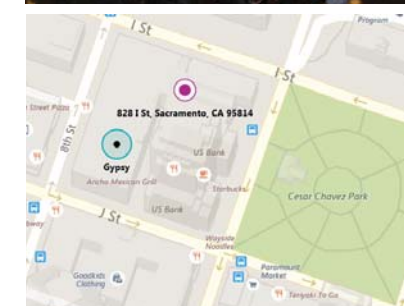 Program
I St
I St
828 I St, Sacramento, CA 95814
Street Pizza
8th St
US Bank
Gypsy
Ancho Mexican Grill
Starbucks
Cesar Chavez Park
US Bank
J St
Wayside
Noodles
Paramount
Market
Goodkids
Clothing
Teriyaki To Go